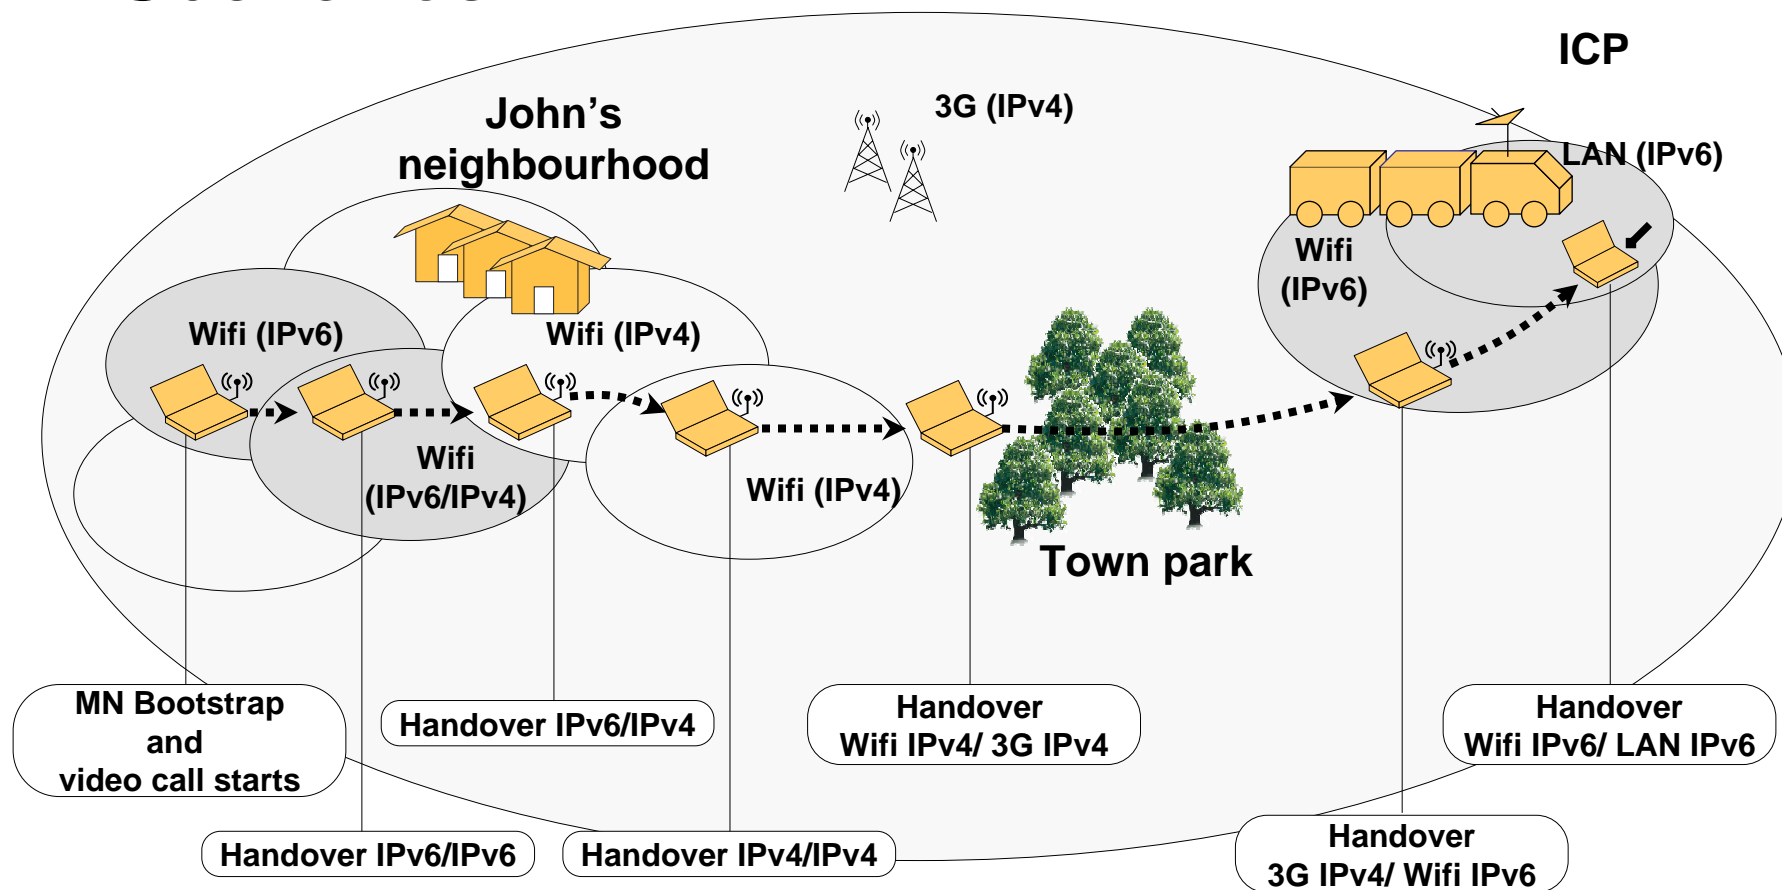 ICP
3G (IPv4)
John’s
neighbourhood
LAN (IPv6)
Wifi
(IPv6)
Wifi (IPv6)
Wifi (IPv4)
Wifi
(IPv6/IPv4)
Wifi (IPv4)
Town park
MN Bootstrap
and
video call starts
Handover IPv6/IPv4
Handover
Wifi IPv4/ 3G IPv4
Handover
Wifi IPv6/ LAN IPv6
Handover IPv6/IPv6
Handover IPv4/IPv4
Handover
3G IPv4/ Wifi IPv6